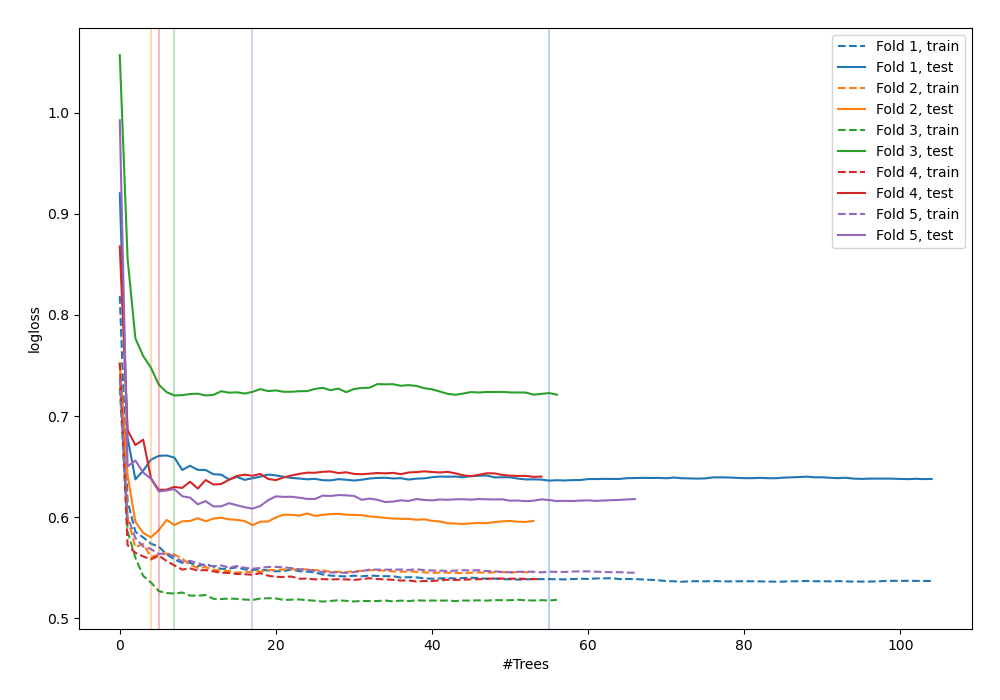 logloss
1.0
0.9
0.8
0.7
0.6
0.5
0
20
40
60
80
100
#Trees
Fold 1, train
Fold 1, test
Fold 2, train
Fold 2, test
Fold 3, train
Fold 3, test
Fold 4, train
Fold 4, test
Fold 5, train
Fold 5, test